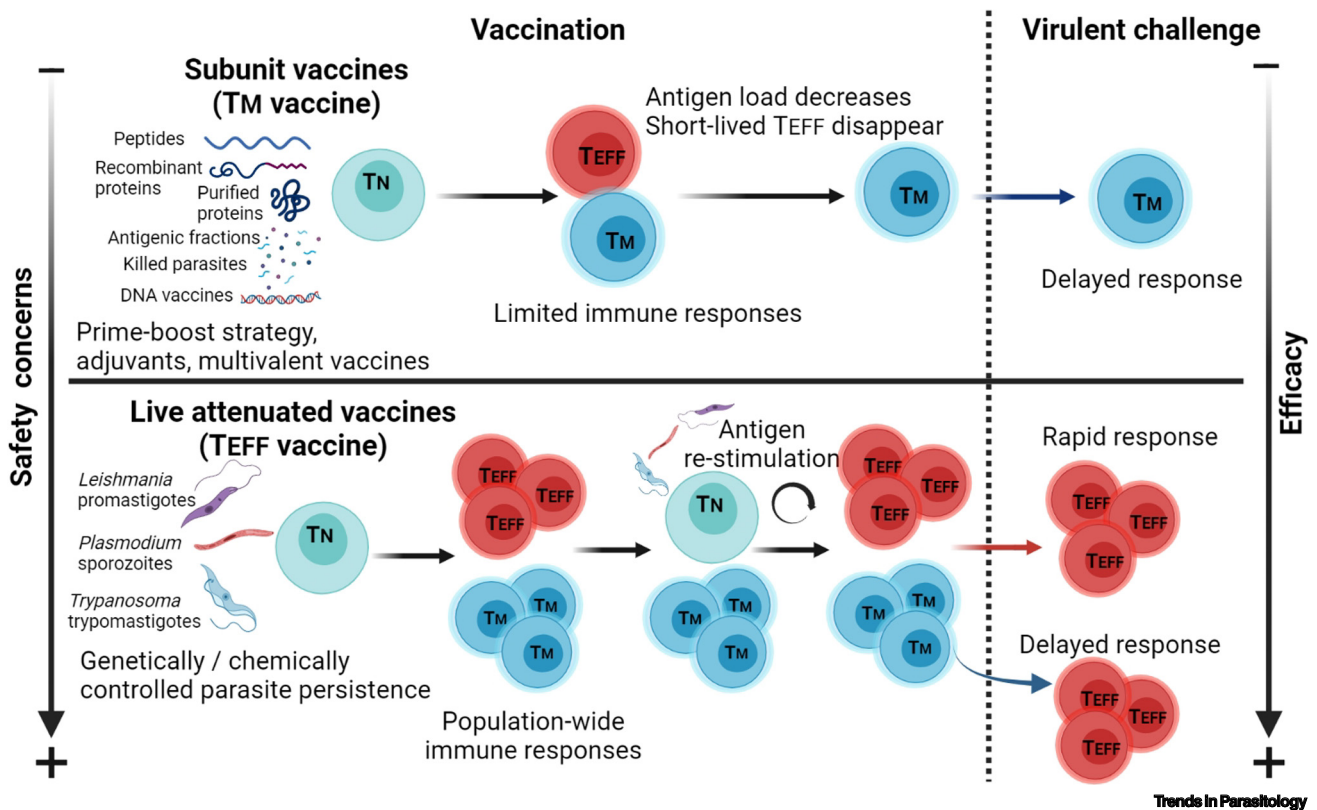 Vaccination
Virulent challenge
Subunit vaccines
(TM vaccine)
Peptides
Recombinant
proteins
Purified
proteins
Antigenic fractions
Killed parasites
DNA vaccines
Prime-boost strategy,
adjuvants, multivalent vaccines
TN
TEFF
TM
Limited immune responses
Antigen load decreases
Short-lived TEFF disappear
TM
TM
Delayed response
Safety concerns
Efficacy
−
−
Live attenuated vaccines
(TEFF vaccine)
Leishmania
promastigotes
Plasmodium
sporozoites
Trypanosoma
trypomastigotes
Genetically / chemically
controlled parasite persistence
TN
TEFF
TEFF
TEFF
TM
TM
TM
Population-wide
immune responses
Antigen
re-stimulation
TN
TM
TM
TM
TEFF
TEFF
TEFF
TM
TM
TM
Rapid response
TEFF
TEFF
TEFF
Delayed response
TEFF
TEFF
TEFF
+
+
Trends in Parasitology